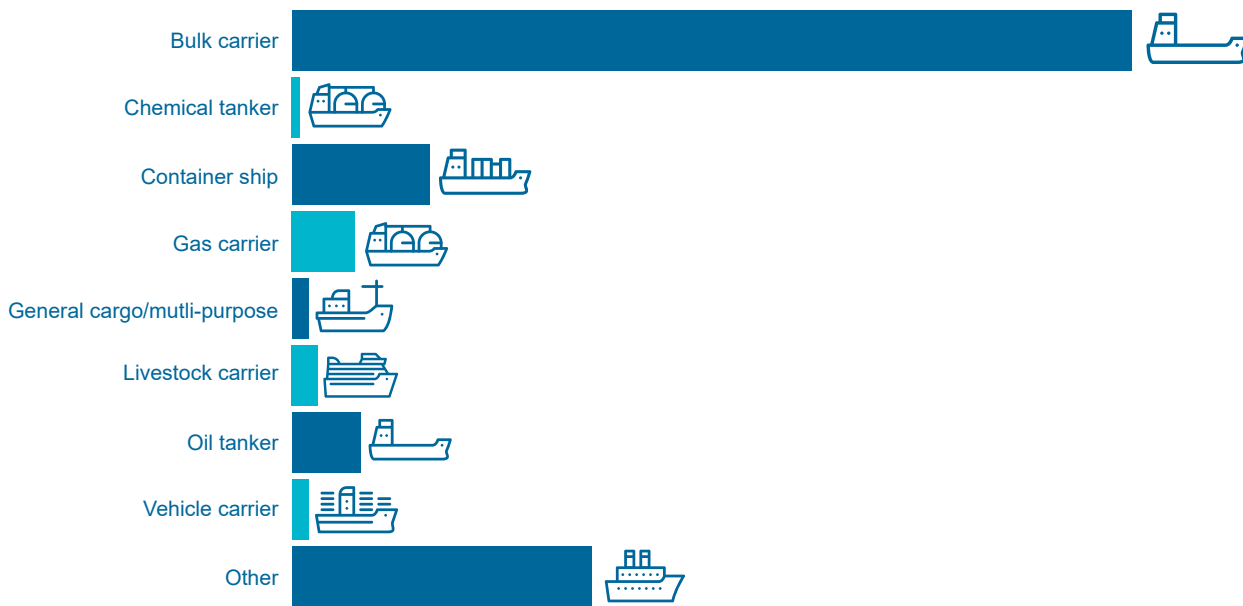 Bulk carrier
Chemical tanker
Container ship
Gas carrier
General cargo/mutli-purpose
Livestock carrier
Oil tanker
Vehicle carrier
Other